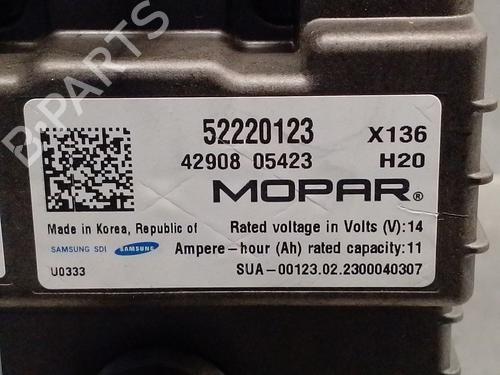 B-PARTS
52220123 X136
42908 05423 H20
MOPAR®
Made in Korea, Republic of Rated voltage in Volts (V):14
SAMSUNG SDI SAMSUNG Ampere-hour (Ah) rated capacity:11
U0333 SUA-00123.02.2300040307